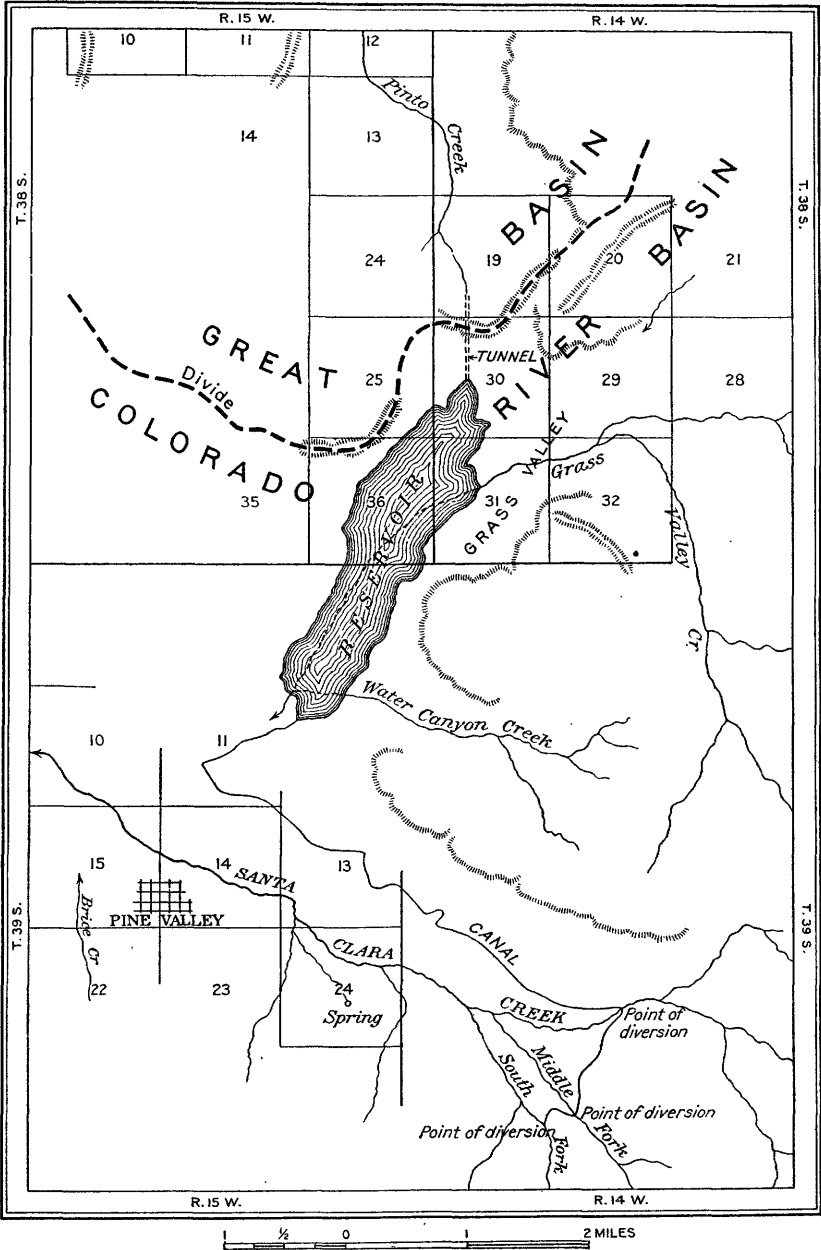 R. 15 W.
R. 14 W.
10
11
12
Pinto
Creek
14
13
T. 38 S.
T. 38 S.
BASIN
BASIN
24
19
20
21
GREAT
Divide
COLORADO
RIVER
TUNNEL
25
30
29
28
35
36
31
32
RESERVOIR
GRASS VALLEY
Grass
Valley
Cr.
Water Canyon Creek
10
11
15
14
13
SANTA
PINE VALLEY
Brice Cr
CANAL
T. 39 S.
T. 39 S.
CLARA
22
23
24
Spring
CREEK
Point of
diversion
Middle
South
Point of diversion
Point of diversion
Fork
Fork
R. 15 W.
R. 14 W.
1 ½ 0 1 2 MILES